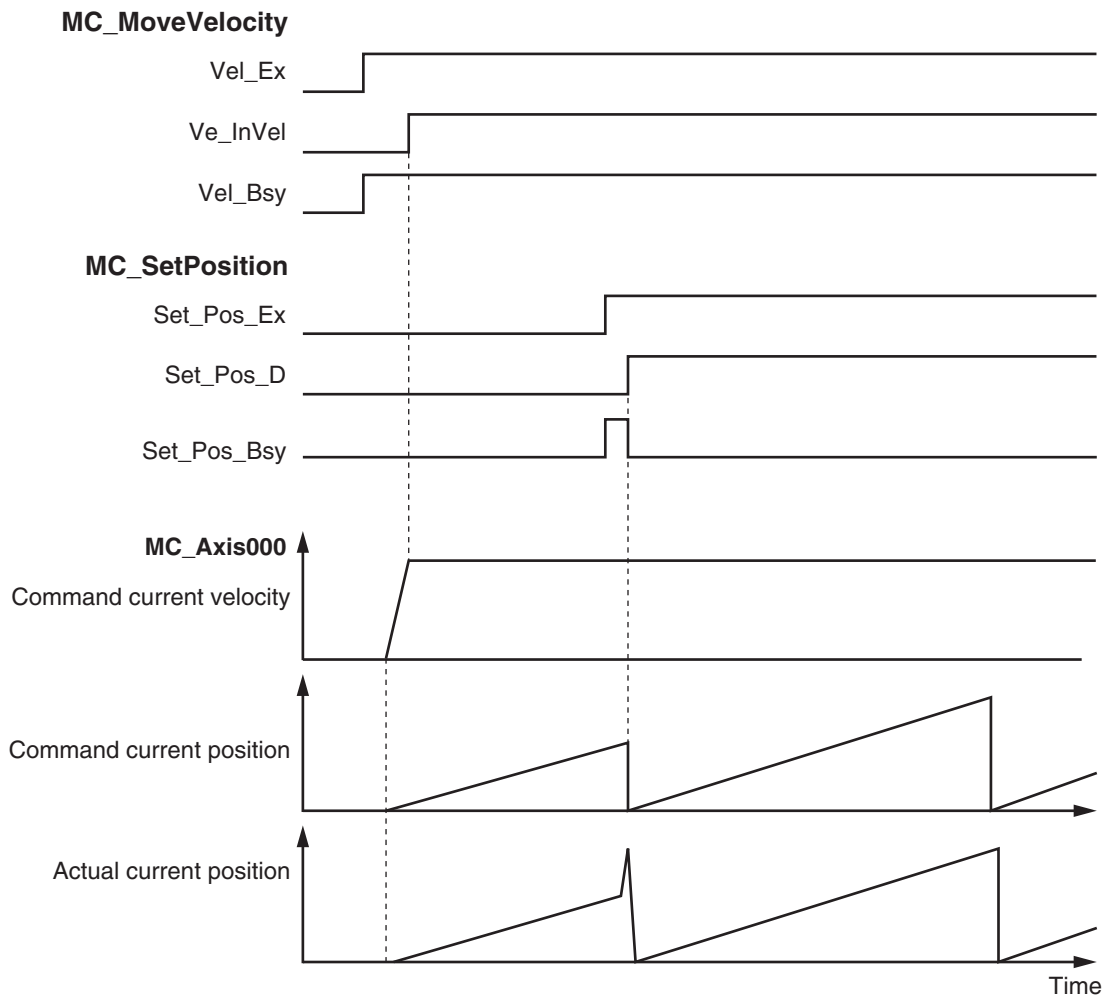 MC_MoveVelocity
Vel_Ex
Ve_InVel
Vel_Bsy
MC_SetPosition
Set_Pos_Ex
Set_Pos_D
Set_Pos_Bsy
MC_Axis000
Command current velocity
Command current position
Actual current position
Time